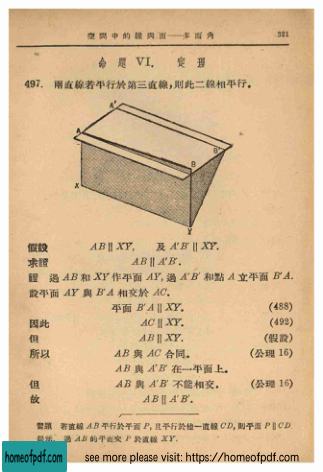 空間中的線與面——多面角 321
命題 VI. 定理
497. 兩直線若平行於第三直線，則此二線相平行。
A'
A
B
B'
X
Y
假設 AB ∥ XY, 及 A'B' ∥ XY.
求證 AB ∥ A'B'.
證 過 AB 和 XY 作平面 AY, 過 A'B' 和點 A 立平面 B'A.
設平面 AY 與 B'A 相交於 AC.
平面 B'A ∥ XY. (488)
因此 AC ∥ XY. (492)
但 AB ∥ XY. (假設)
所以 AB 與 AC 合同. (公理 16)
AB 與 A'B' 在一平面上.
但 AB 與 A'B' 不能相交. (公理 16)
故 AB ∥ A'B'.
習題 若直線 AB 平行於平面 P, 且平行於他一直線 CD, 則平面 P ∥ CD
提示. 過 AB 的平面交 P 於直線 XY.
homeofpdf.com
see more please visit: https://homeofpdf.com